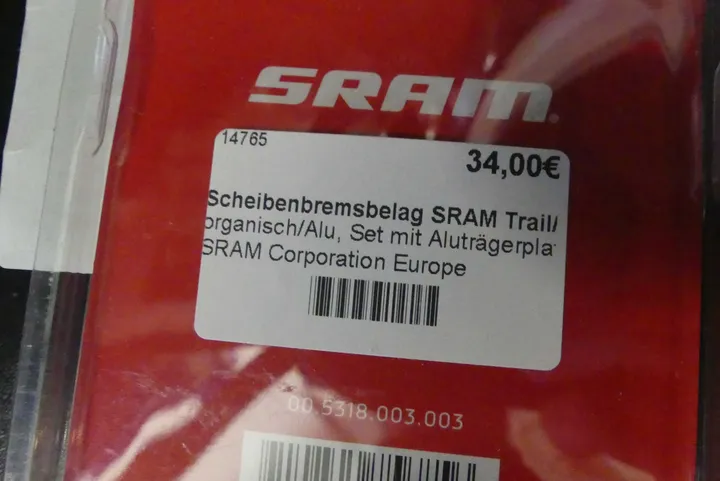 SRAM
14765
34,00€
Scheibenbremsbelag SRAM Trail/
organisch/Alu, Set mit Aluträgerpla
SRAM Corporation Europe
00.5318.003.003